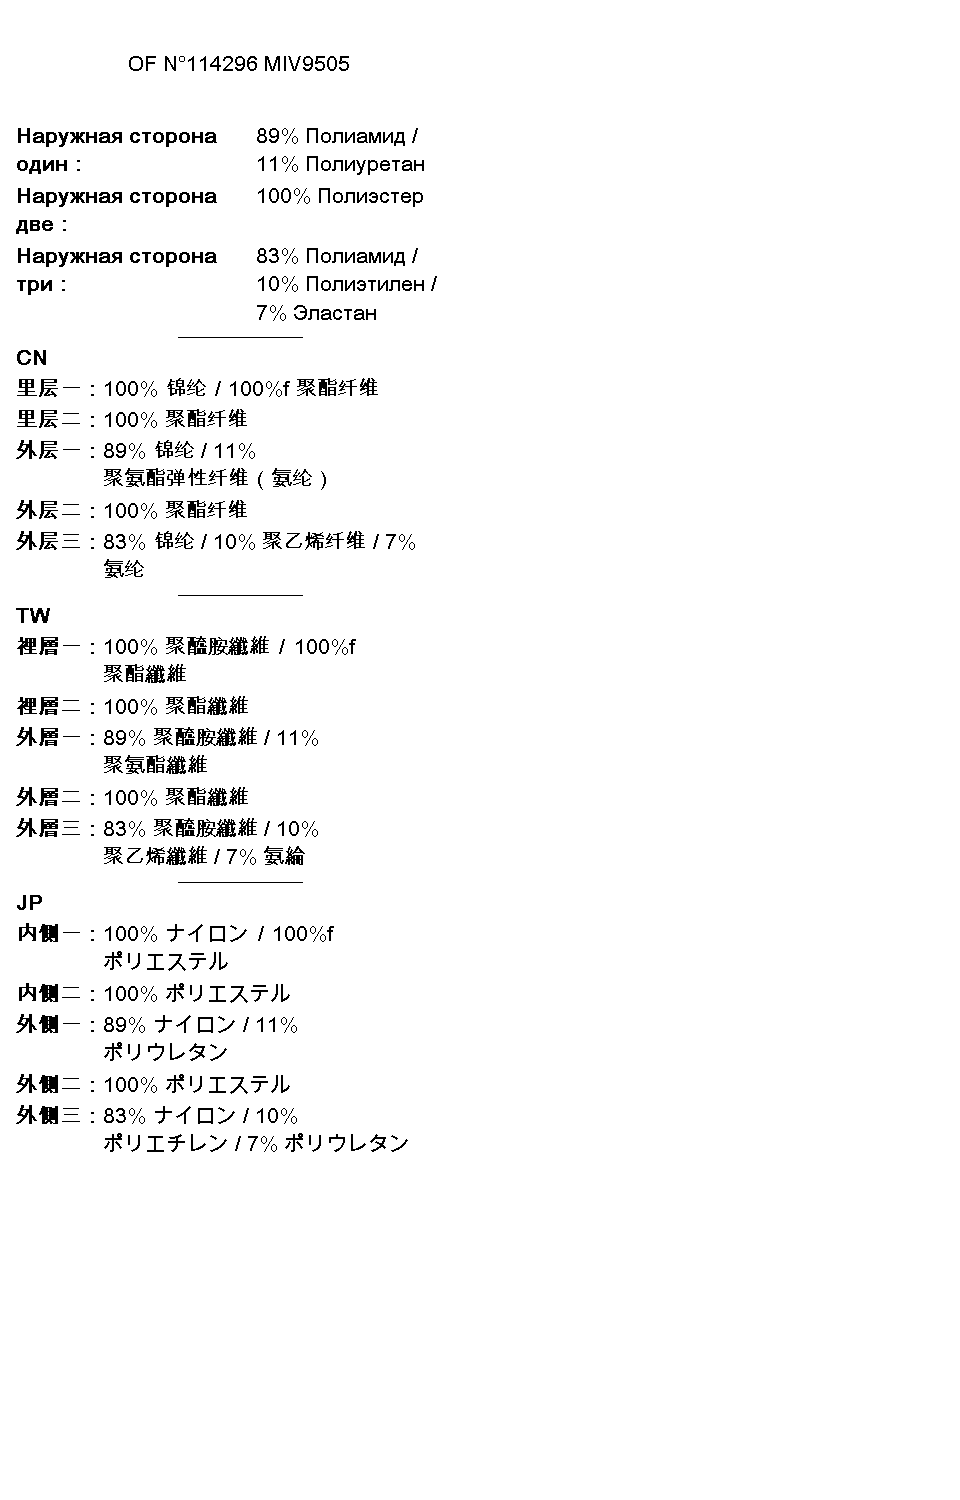 OF N°114296 MIV9505
Наружная сторона 89% Полиамид /
один : 11% Полиуретан
Наружная сторона 100% Полиэстер
две :
Наружная сторона 83% Полиамид /
три : 10% Полиэтилен /
7% Эластан
CN
里层一 : 100% 锦纶 / 100%f 聚酯纤维
里层二 : 100% 聚酯纤维
外层一 : 89% 锦纶 / 11%
聚氨酯弹性纤维 ( 氨纶 )
外层二 : 100% 聚酯纤维
外层三 : 83% 锦纶 / 10% 聚乙烯纤维 / 7%
氨纶
TW
裡層一 : 100% 聚醯胺纖維 / 100%f
聚酯纖維
裡層二 : 100% 聚酯纖維
外層一 : 89% 聚醯胺纖維 / 11%
聚氨酯纖維
外層二 : 100% 聚酯纖維
外層三 : 83% 聚醯胺纖維 / 10%
聚乙烯纖維 / 7% 氨綸
JP
内側一 : 100% ナイロン / 100%f
ポリエステル
内側二 : 100% ポリエステル
外側一 : 89% ナイロン / 11%
ポリウレタン
外側二 : 100% ポリエステル
外側三 : 83% ナイロン / 10%
ポリエチレン / 7% ポリウレタン